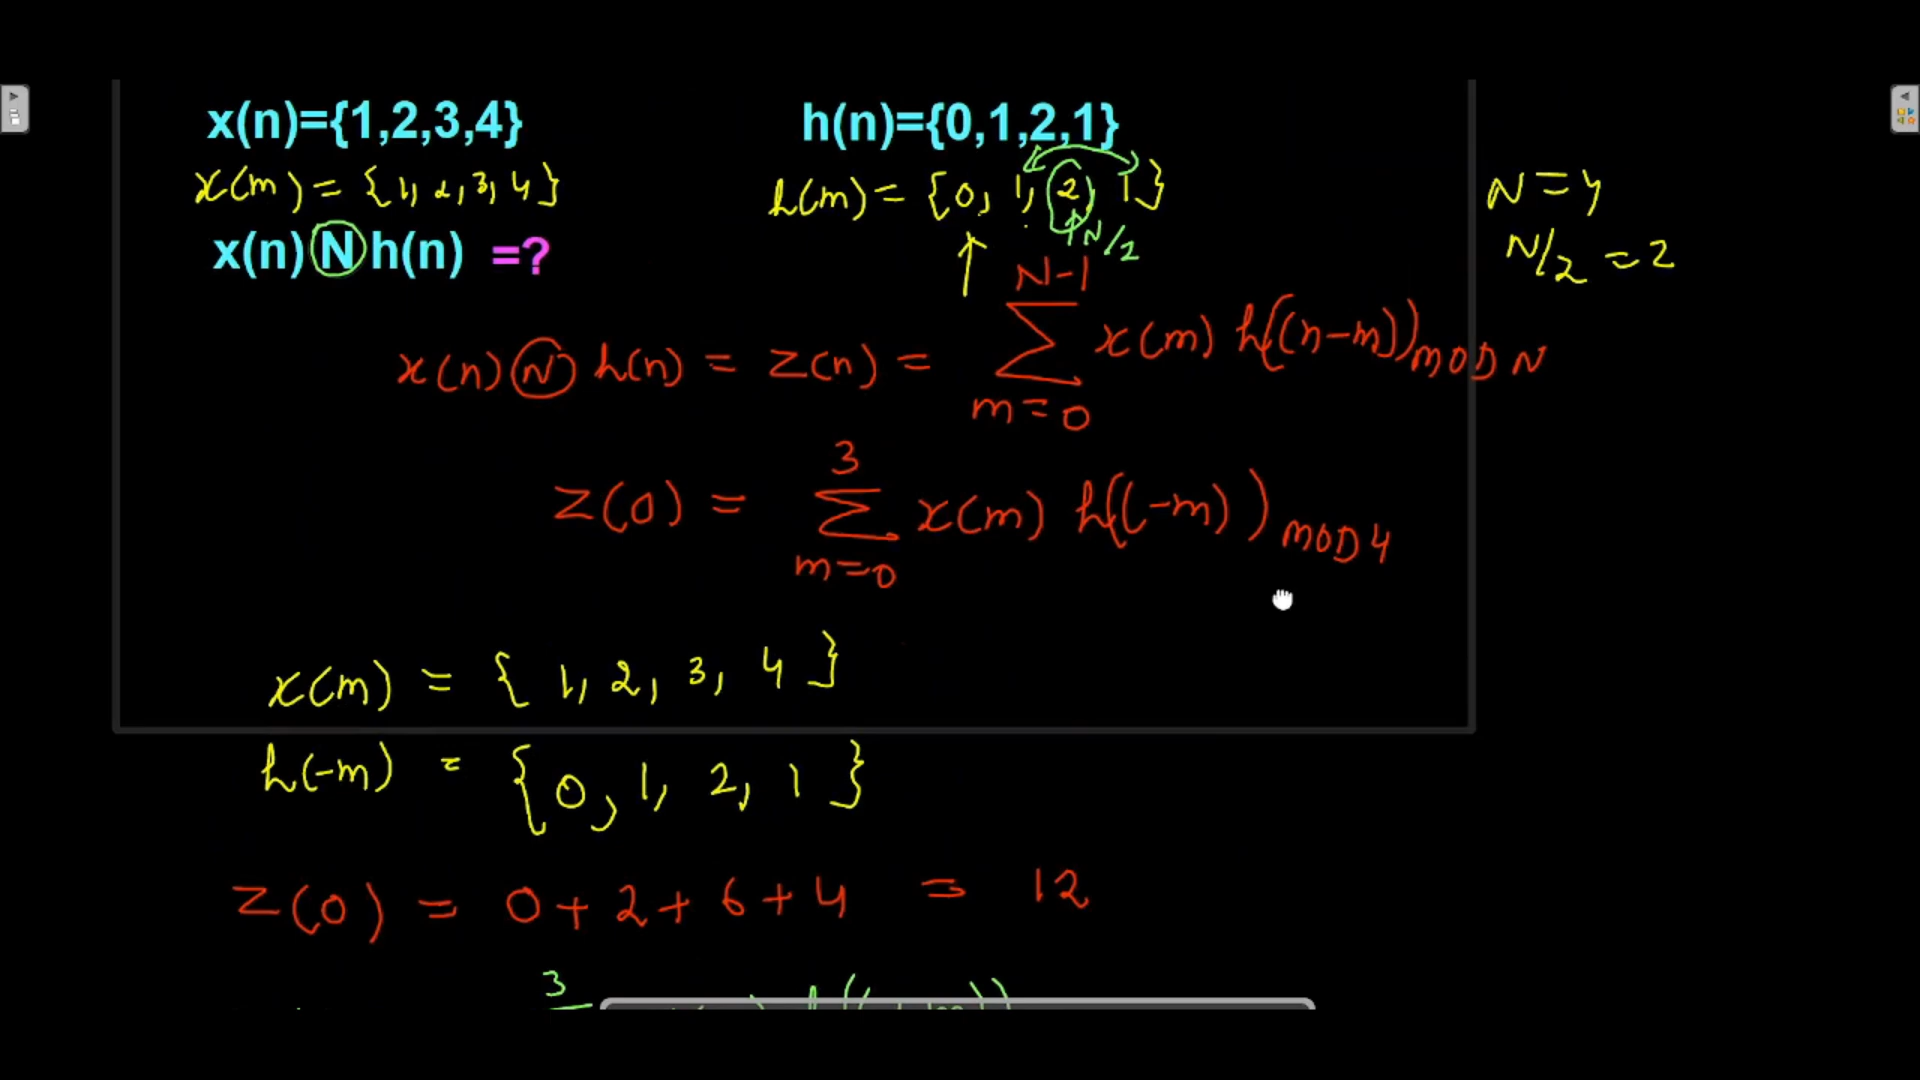 x(n)={1,2,3,4} h(n)={0,1,2,1}
x(m) = {1, 2, 3, 4} h(m) = {0, 1, 2, 1} N = 4
x(n) N h(n) =? N/2 N/2 = 2
x(n) N h(n) = z(n) = N-1 Σ m=0 x(m) h((n-m)) MOD N
z(0) = 3 Σ m=0 x(m) h((-m)) MOD 4
x(m) = { 1, 2, 3, 4 }
h(-m) = { 0, 1, 2, 1 }
z(0) = 0 + 2 + 6 + 4 = 12
3